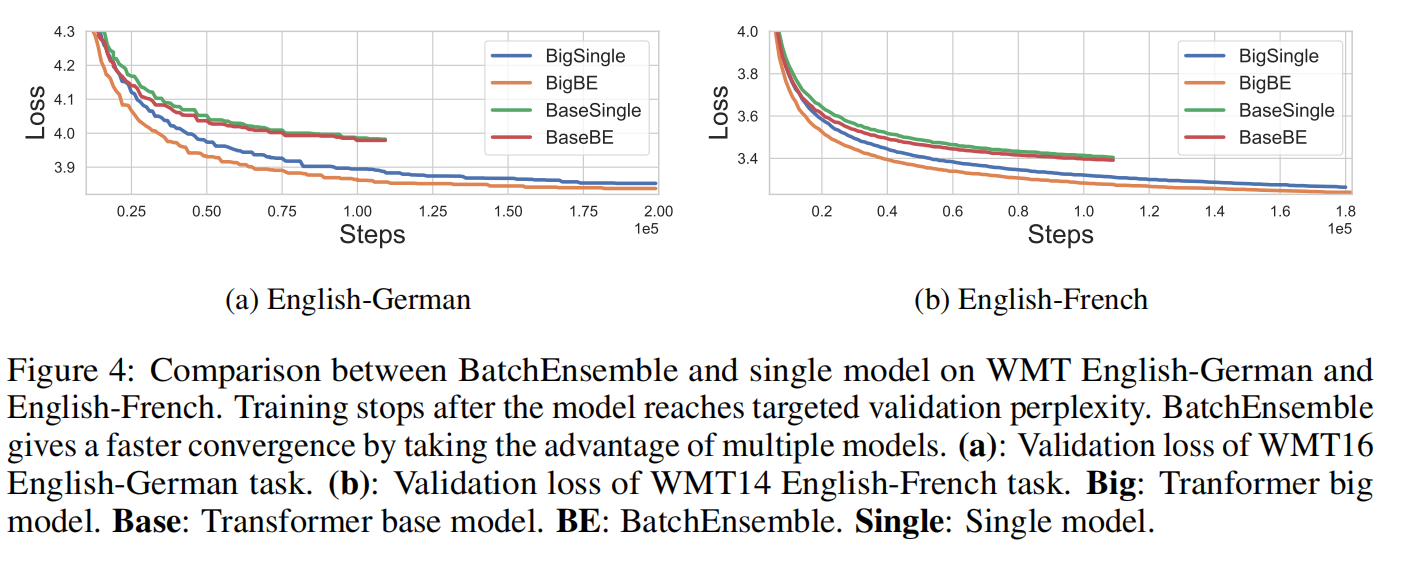 4.3
4.2
4.1
4.0
3.9
Loss
BigSingle
BigBE
BaseSingle
BaseBE
0.25 0.50 0.75 1.00 1.25 1.50 1.75 2.00
1e5
Steps
(a) English-German
4.0
3.8
3.6
3.4
Loss
BigSingle
BigBE
BaseSingle
BaseBE
0.2 0.4 0.6 0.8 1.0 1.2 1.4 1.6 1.8
1e5
Steps
(b) English-French
Figure 4: Comparison between BatchEnsemble and single model on WMT English-German and
English-French. Training stops after the model reaches targeted validation perplexity. BatchEnsemble
gives a faster convergence by taking the advantage of multiple models. (a): Validation loss of WMT16
English-German task. (b): Validation loss of WMT14 English-French task. Big: Tranformer big
model. Base: Transformer base model. BE: BatchEnsemble. Single: Single model.